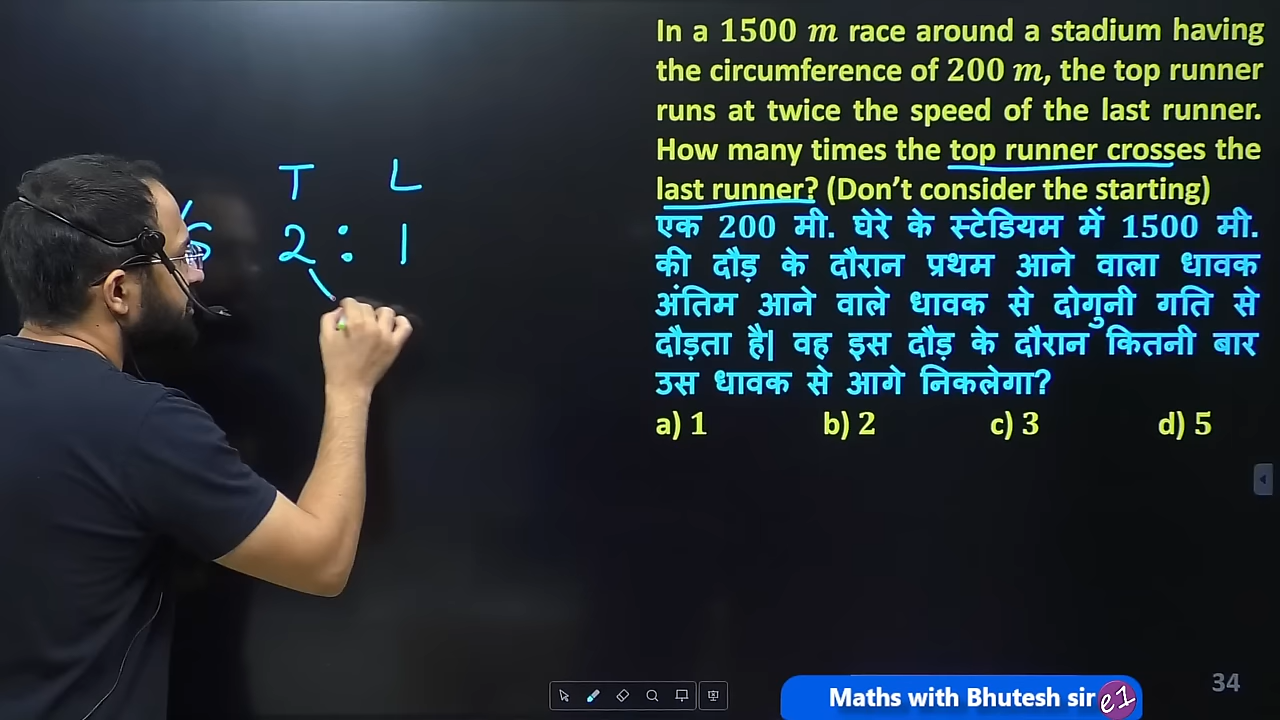 In a 1500 m race around a stadium having
the circumference of 200 m, the top runner
runs at twice the speed of the last runner.
How many times the top runner crosses the
last runner? (Don't consider the starting)
एक 200 मी. घेरे के स्टेडियम में 1500 मी.
की दौड़ के दौरान प्रथम आने वाला धावक
अंतिम आने वाले धावक से दोगुनी गति से
दौड़ता है| वह इस दौड़ के दौरान कितनी बार
उस धावक से आगे निकलेगा?
a) 1 b) 2 c) 3 d) 5
T L
2 : 1
34
Maths with Bhutesh sir e1